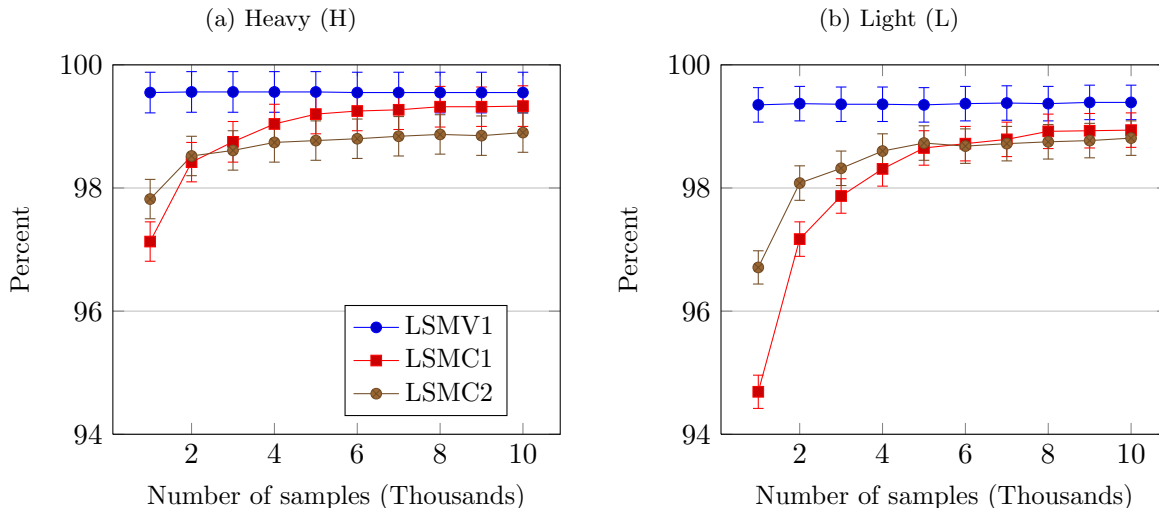 (a) Heavy (H)
100
98
96
94
2 4 6 8 10
Percent
Number of samples (Thousands)
LSMV1
LSMC1
LSMC2
(b) Light (L)
100
98
96
94
2 4 6 8 10
Percent
Number of samples (Thousands)